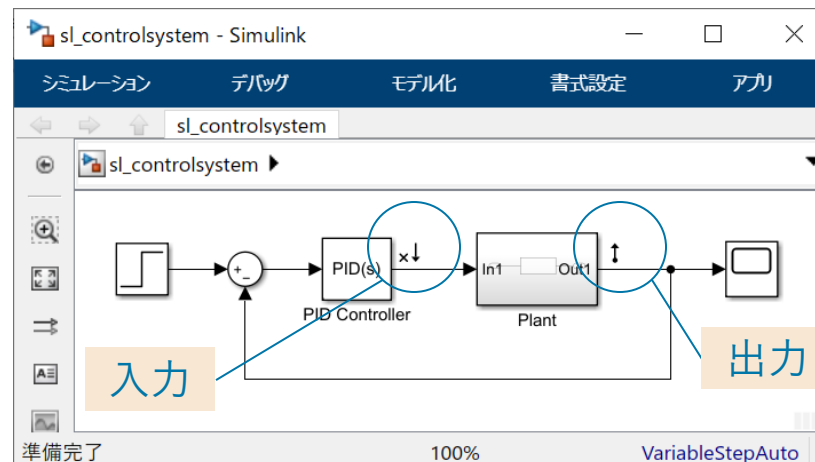 sl_controlsystem - Simulink
シミュレーション デバッグ モデル化 書式設定 アプリ
sl_controlsystem
sl_controlsystem
PID(s)
In1 Out1
PID Controller
Plant
入力
出力
準備完了 100% VariableStepAuto